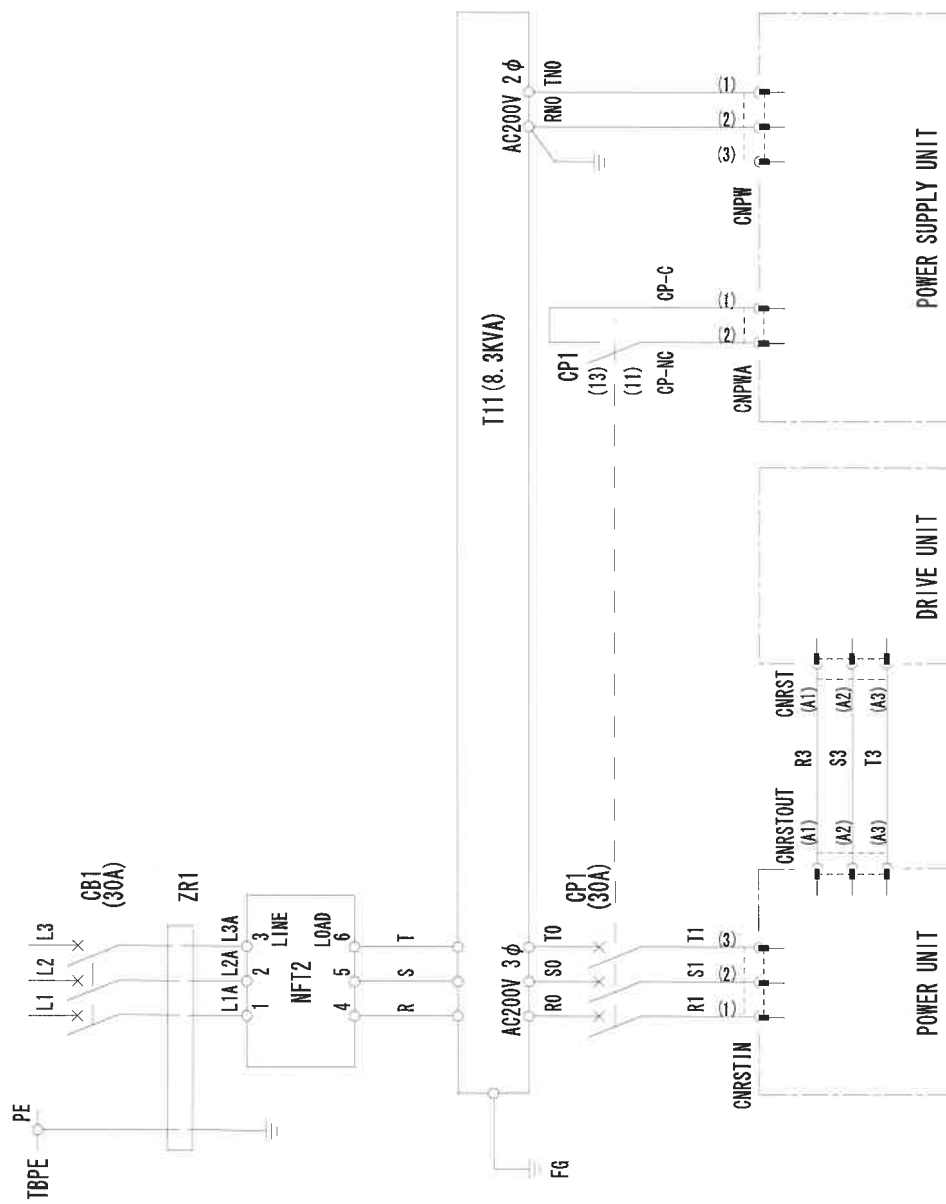 TBPE
PE
L1
L2
L3
CB1
(30A)
ZR1
L1A
L2A
L3A
1
2
3
LINE
NFT2
LOAD
4
5
6
R
S
T
T11(8.3KVA)
AC200V 3φ
AC200V 2φ
FG
R0
S0
T0
RN0
TN0
CP1
(30A)
CP1
(13)
(11)
CP-NC
CP-C
R1
S1
T1
(1)
(2)
(3)
CNRSTIN
CNRSTOUT
(A1)
(A2)
(A3)
R3
S3
T3
CNRST
(A1)
(A2)
(A3)
CNPWA
(2)
(1)
CNPW
(3)
(2)
(1)
POWER UNIT
DRIVE UNIT
POWER SUPPLY UNIT